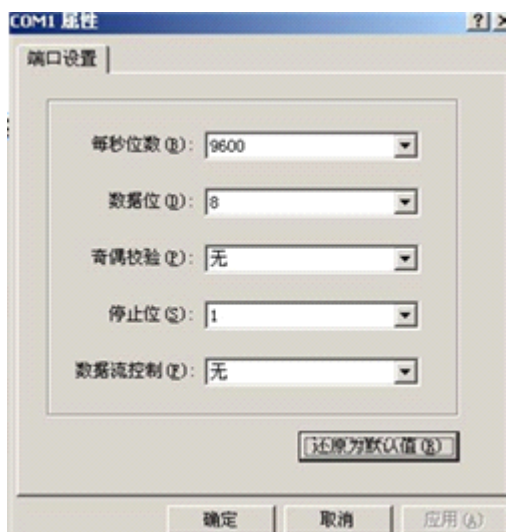 COM1 属性
端口设置
每秒位数(B): 9600
数据位(D): 8
奇偶校验(P): 无
停止位(S): 1
数据流控制(F): 无
还原为默认值(R)
确定 取消 应用(A)